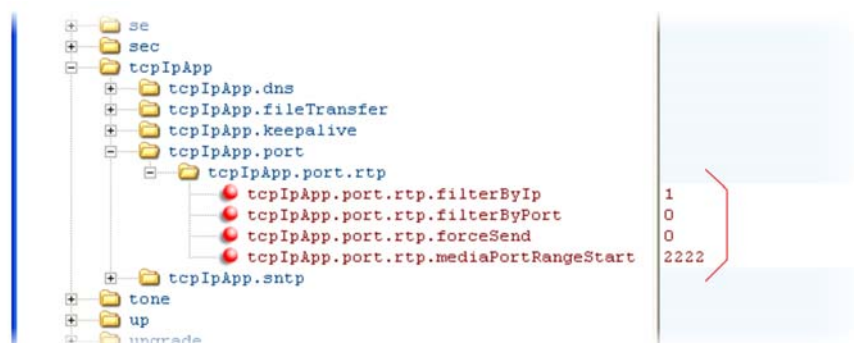 se
sec
tcpIpApp
tcpIpApp.dns
tcpIpApp.fileTransfer
tcpIpApp.keepalive
tcpIpApp.port
tcpIpApp.port.rtp
tcpIpApp.port.rtp.filterByIp 1
tcpIpApp.port.rtp.filterByPort 0
tcpIpApp.port.rtp.forceSend 0
tcpIpApp.port.rtp.mediaPortRangeStart 2222
tcpIpApp.sntp
tone
up
upgrade